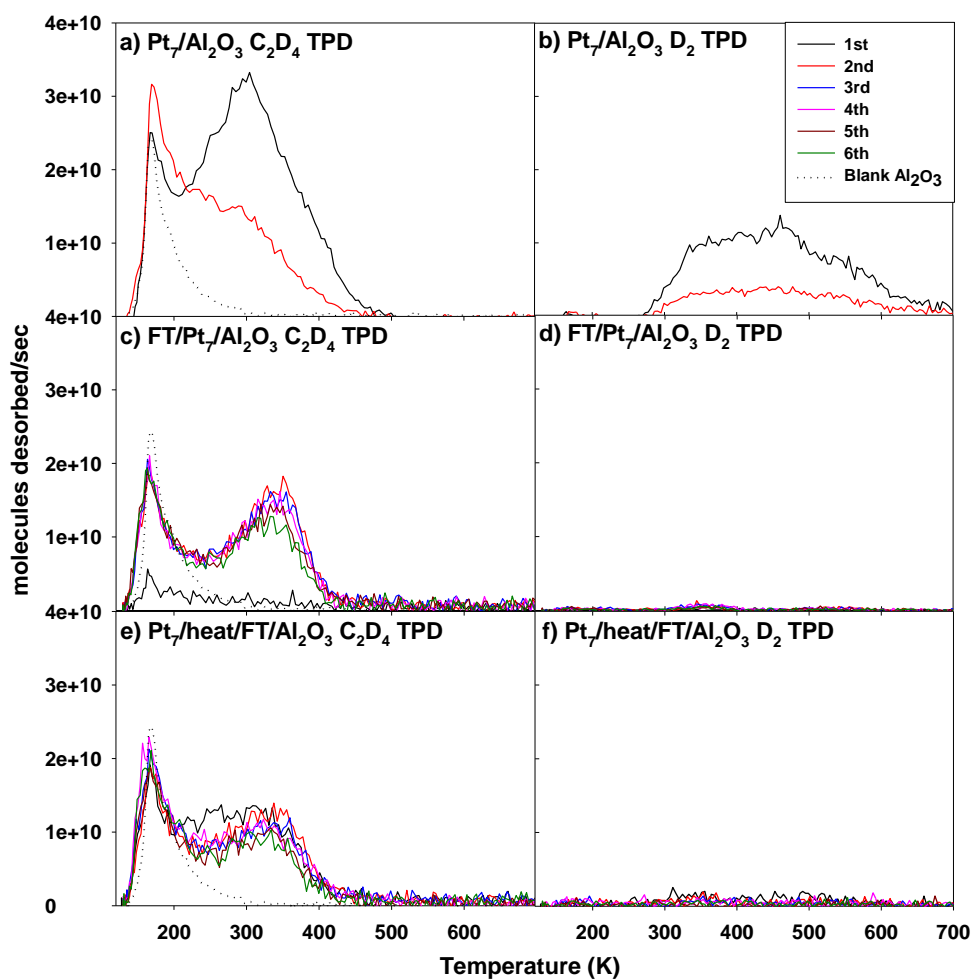 a) Pt₇/Al₂O₃ C₂D₄ TPD
b) Pt₇/Al₂O₃ D₂ TPD
1st
2nd
3rd
4th
5th
6th
Blank Al₂O₃
4e+10
3e+10
2e+10
1e+10
4e+10
c) FT/Pt₇/Al₂O₃ C₂D₄ TPD
d) FT/Pt₇/Al₂O₃ D₂ TPD
3e+10
2e+10
1e+10
4e+10
e) Pt₇/heat/FT/Al₂O₃ C₂D₄ TPD
f) Pt₇/heat/FT/Al₂O₃ D₂ TPD
3e+10
2e+10
1e+10
0
molecules desorbed/sec
200 300 400 500 600 200 300 400 500 600 700
Temperature (K)